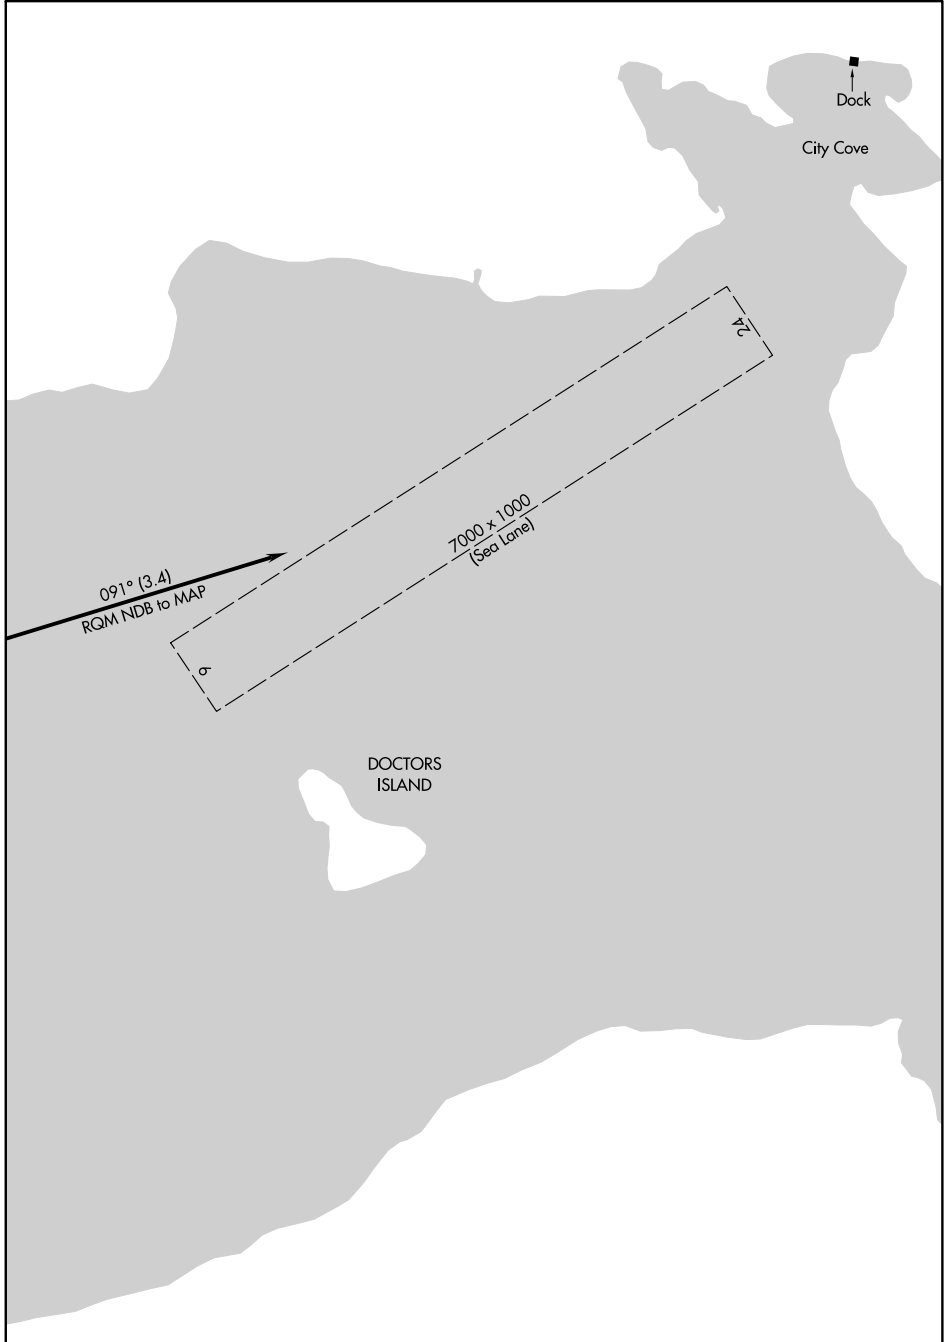 Dock
City Cove
24
7000 x 1000
(Sea Lane)
091° (3.4)
RQM NDB to MAP
6
DOCTORS
ISLAND